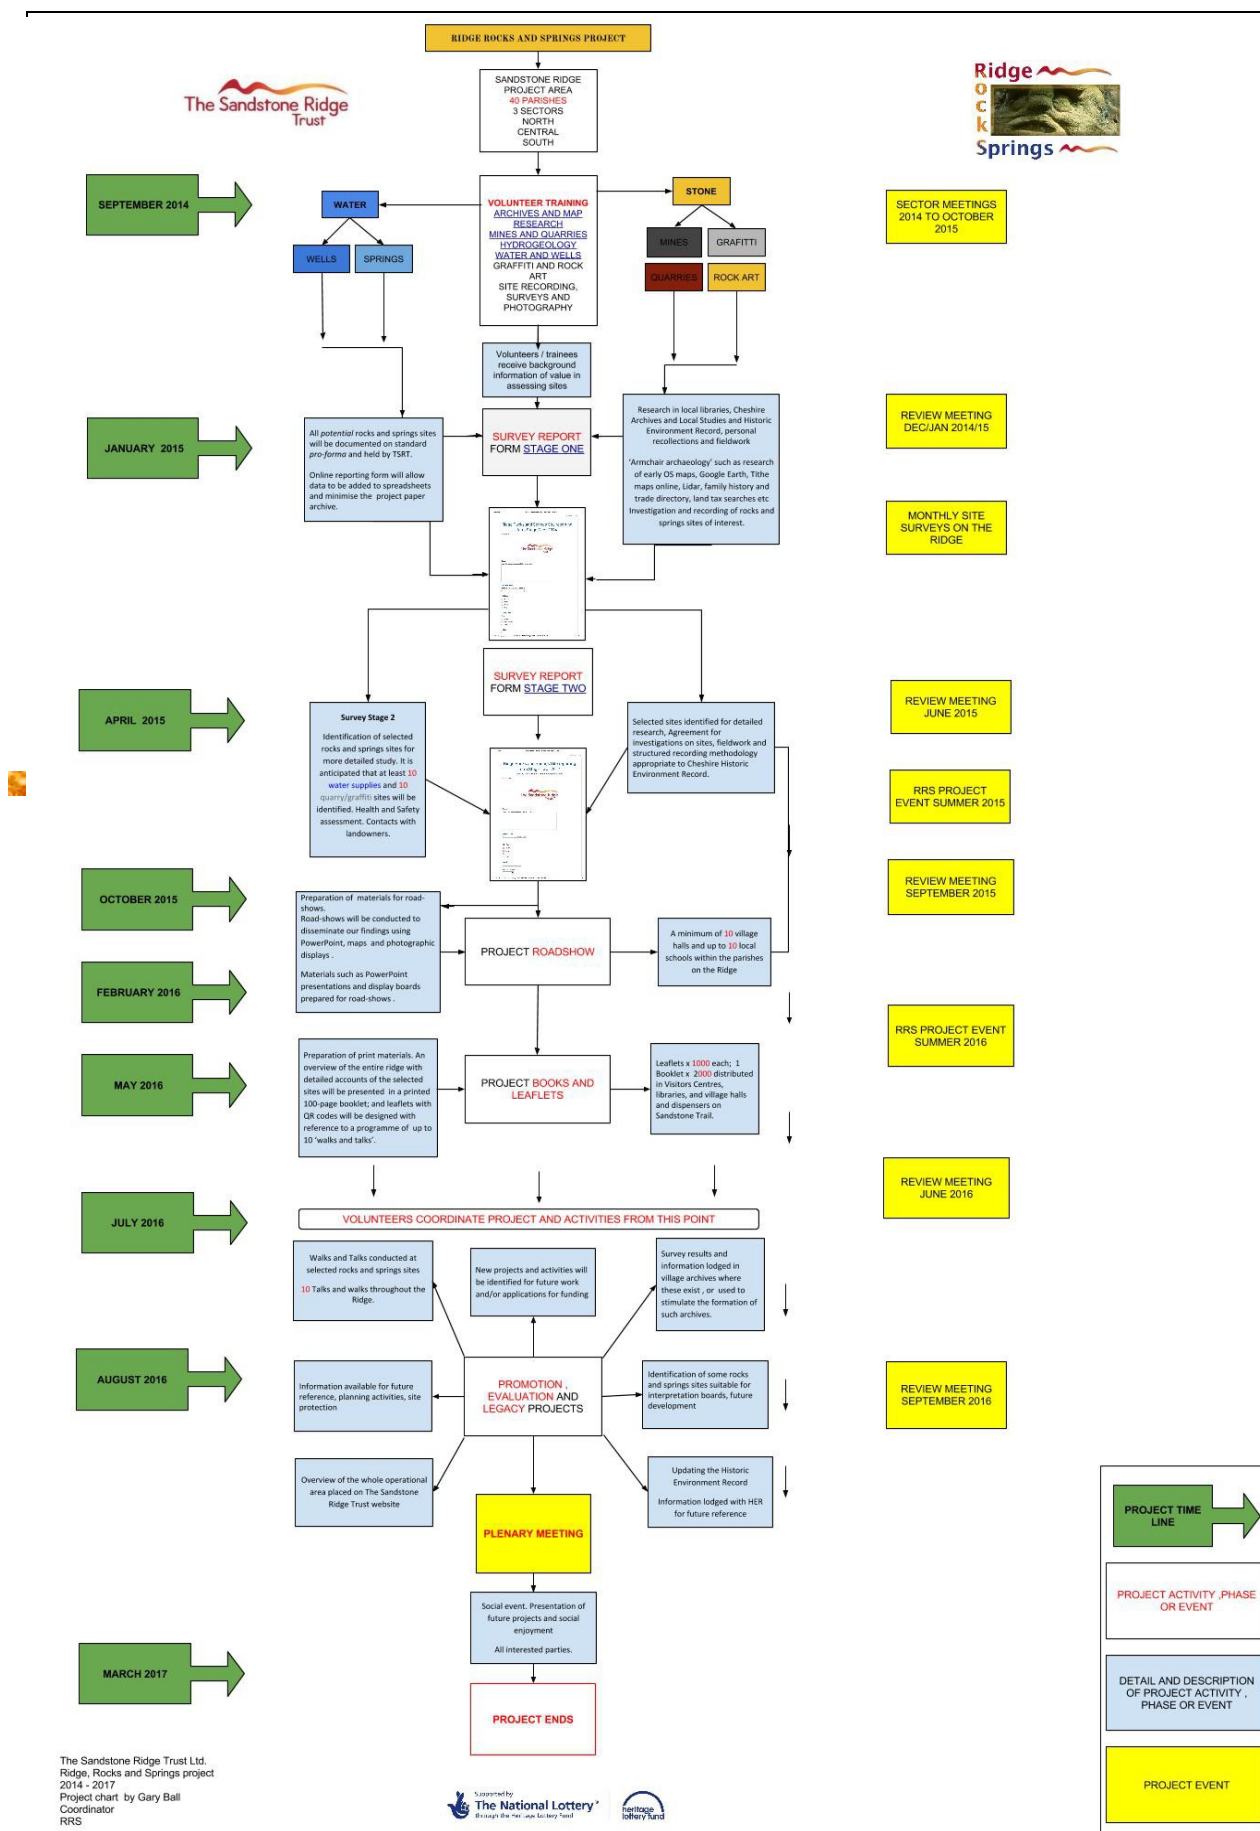 RIDGE ROCKS AND SPRINGS PROJECT
The Sandstone Ridge
Trust
SANDSTONE RIDGE
PROJECT AREA
40 PARISHES
3 SECTORS
NORTH
CENTRAL
SOUTH
Ridge
Rocks
Springs
SEPTEMBER 2014
WATER
WELLS
SPRINGS
VOLUNTEER TRAINING
ARCHIVES AND MAP
RESEARCH
MINES AND QUARRIES
HYDROGEOLOGY
WATER AND WELLS
GRAFFITI AND ROCK
ART
SITE RECORDING,
SURVEYS AND
PHOTOGRAPHY
STONE
MINES
GRAFITTI
QUARRIES
ROCK ART
SECTOR MEETINGS
2014 TO OCTOBER
2015
Volunteers / trainees
receive background
information of value in
assessing sites
JANUARY 2015
All potential rocks and springs sites
will be documented on standard
pro-forma and held by TSRT.
Online reporting form will allow
data to be added to spreadsheets
and minimise the project paper
archive.
SURVEY REPORT
FORM STAGE ONE
Research in local libraries, Cheshire
Archives and Local Studies and Historic
Environment Record, personal
recollections and fieldwork
'Armchair archaeology' such as research
of early OS maps, Google Earth, Tithe
maps online, Lidar, family history and
trade directory, land tax searches etc
Investigation and recording of rocks and
springs sites of interest.
REVIEW MEETING
DEC/JAN 2014/15
MONTHLY SITE
SURVEYS ON THE
RIDGE
SURVEY REPORT
FORM STAGE TWO
APRIL 2015
Survey Stage 2
Identification of selected
rocks and springs sites for
more detailed study. It is
anticipated that at least 10
water supplies and 10
quarry/graffiti sites will be
identified. Health and Safety
assessment. Contacts with
landowners.
The Sandstone Ridge
Selected sites identified for detailed
research, Agreement for
investigations on sites, fieldwork and
structured recording methodology
appropriate to Cheshire Historic
Environment Record.
REVIEW MEETING
JUNE 2015
RRS PROJECT
EVENT SUMMER 2015
REVIEW MEETING
SEPTEMBER 2015
OCTOBER 2015
FEBRUARY 2016
Preparation of materials for road-
shows.
Road-shows will be conducted to
disseminate our findings using
PowerPoint, maps and photographic
displays .
Materials such as PowerPoint
presentations and display boards
prepared for road-shows .
PROJECT ROADSHOW
A minimum of 10 village
halls and up to 10 local
schools within the parishes
on the Ridge
RRS PROJECT EVENT
SUMMER 2016
MAY 2016
Preparation of print materials. An
overview of the entire ridge with
detailed accounts of the selected
sites will be presented in a printed
100-page booklet; and leaflets with
QR codes will be designed with
reference to a programme of up to
10 'walks and talks'.
PROJECT BOOKS AND
LEAFLETS
Leaflets x 1000 each; 1
Booklet x 2000 distributed
in Visitors Centres,
libraries, and village halls
and dispensers on
Sandstone Trail.
REVIEW MEETING
JUNE 2016
JULY 2016
VOLUNTEERS COORDINATE PROJECT AND ACTIVITIES FROM THIS POINT
Walks and Talks conducted at
selected rocks and springs sites
10 Talks and walks throughout the
Ridge.
New projects and activities will
be identified for future work
and/or applications for funding
Survey results and
information lodged in
village archives where
these exist , or used to
stimulate the formation of
such archives.
AUGUST 2016
Information available for future
reference, planning activities, site
protection
PROMOTION ,
EVALUATION AND
LEGACY PROJECTS
Identification of some rocks
and springs sites suitable for
interpretation boards, future
development
REVIEW MEETING
SEPTEMBER 2016
Overview of the whole operational
area placed on The Sandstone
Ridge Trust website
PLENARY MEETING
Updating the Historic
Environment Record
Information lodged with HER
for future reference
Social event. Presentation of
future projects and social
enjoyment
All interested parties.
MARCH 2017
PROJECT ENDS
PROJECT TIME
LINE
PROJECT ACTIVITY ,PHASE
OR EVENT
DETAIL AND DESCRIPTION
OF PROJECT ACTIVITY ,
PHASE OR EVENT
PROJECT EVENT
The Sandstone Ridge Trust Ltd.
Ridge, Rocks and Springs project
2014 - 2017
Project chart by Gary Ball
Coordinator
RRS
Supported by
The National Lottery
through the Heritage Lottery Fund
heritage
lottery fund